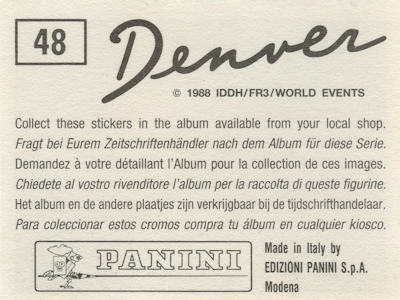 48
Denver
© 1988 IDDH/FR3/WORLD EVENTS
Collect these stickers in the album available from your local shop.
Fragt bei Eurem Zeitschriftenhändler nach dem Album für diese Serie.
Demandez à votre détaillant l'Album pour la collection de ces images.
Chiedete al vostro rivenditore l'album per la raccolta di queste figurine.
Het album en de andere plaatjes zijn verkrijgbaar bij de tijdschrifthandelaar.
Para coleccionar estos cromos compra tu álbum en cualquier kiosco.
PANINI
Made in Italy by
EDIZIONI PANINI S.p.A.
Modena